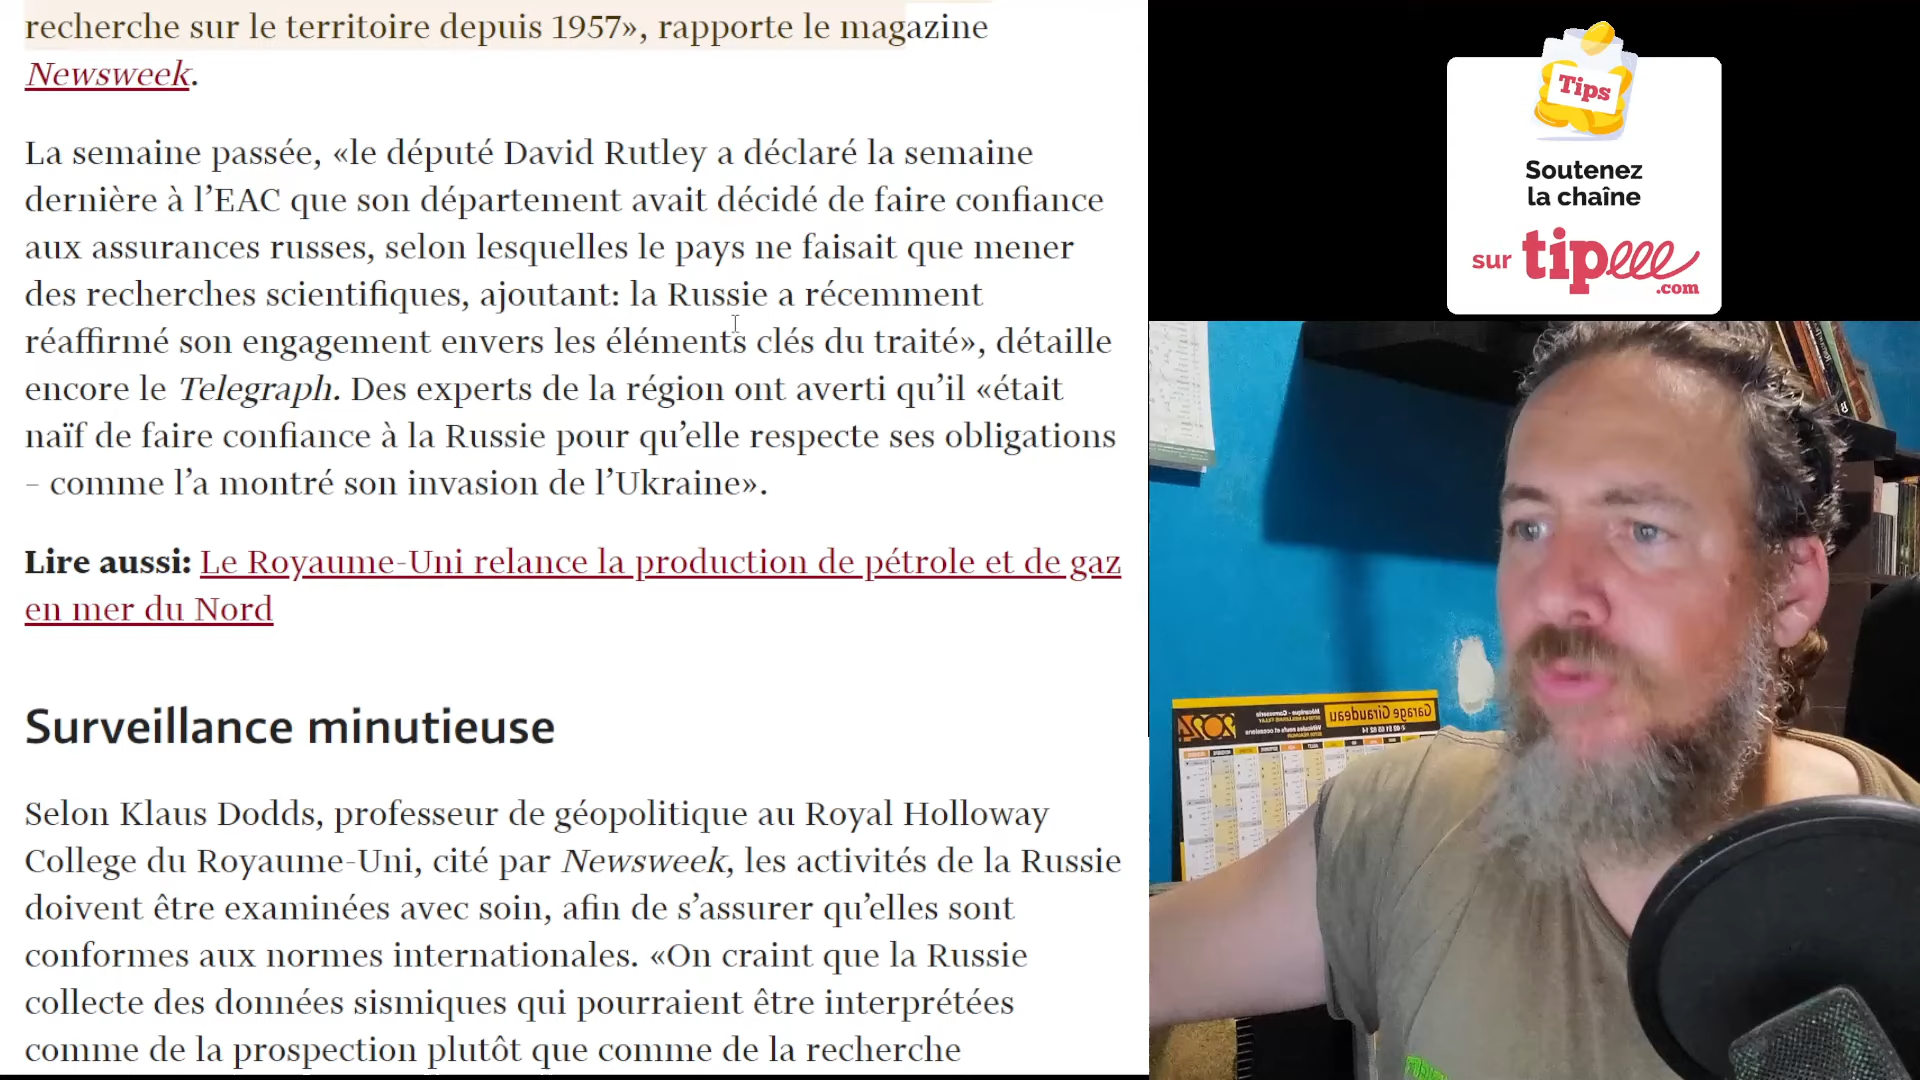 recherche sur le territoire depuis 1957», rapporte le magazine
Newsweek.
La semaine passée, «le député David Rutley a déclaré la semaine
dernière à l’EAC que son département avait décidé de faire confiance
aux assurances russes, selon lesquelles le pays ne faisait que mener
des recherches scientifiques, ajoutant: la Russie a récemment
réaffirmé son engagement envers les éléments clés du traité», détaille
encore le Telegraph. Des experts de la région ont averti qu’il «était
naïf de faire confiance à la Russie pour qu’elle respecte ses obligations
– comme l’a montré son invasion de l’Ukraine».
Lire aussi: Le Royaume-Uni relance la production de pétrole et de gaz
en mer du Nord
Surveillance minutieuse
Selon Klaus Dodds, professeur de géopolitique au Royal Holloway
College du Royaume-Uni, cité par Newsweek, les activités de la Russie
doivent être examinées avec soin, afin de s’assurer qu’elles sont
conformes aux normes internationales. «On craint que la Russie
collecte des données sismiques qui pourraient être interprétées
comme de la prospection plutôt que comme de la recherche
Tips
Soutenez
la chaîne
sur tipeee
.com
Garage Giraudeau
2024